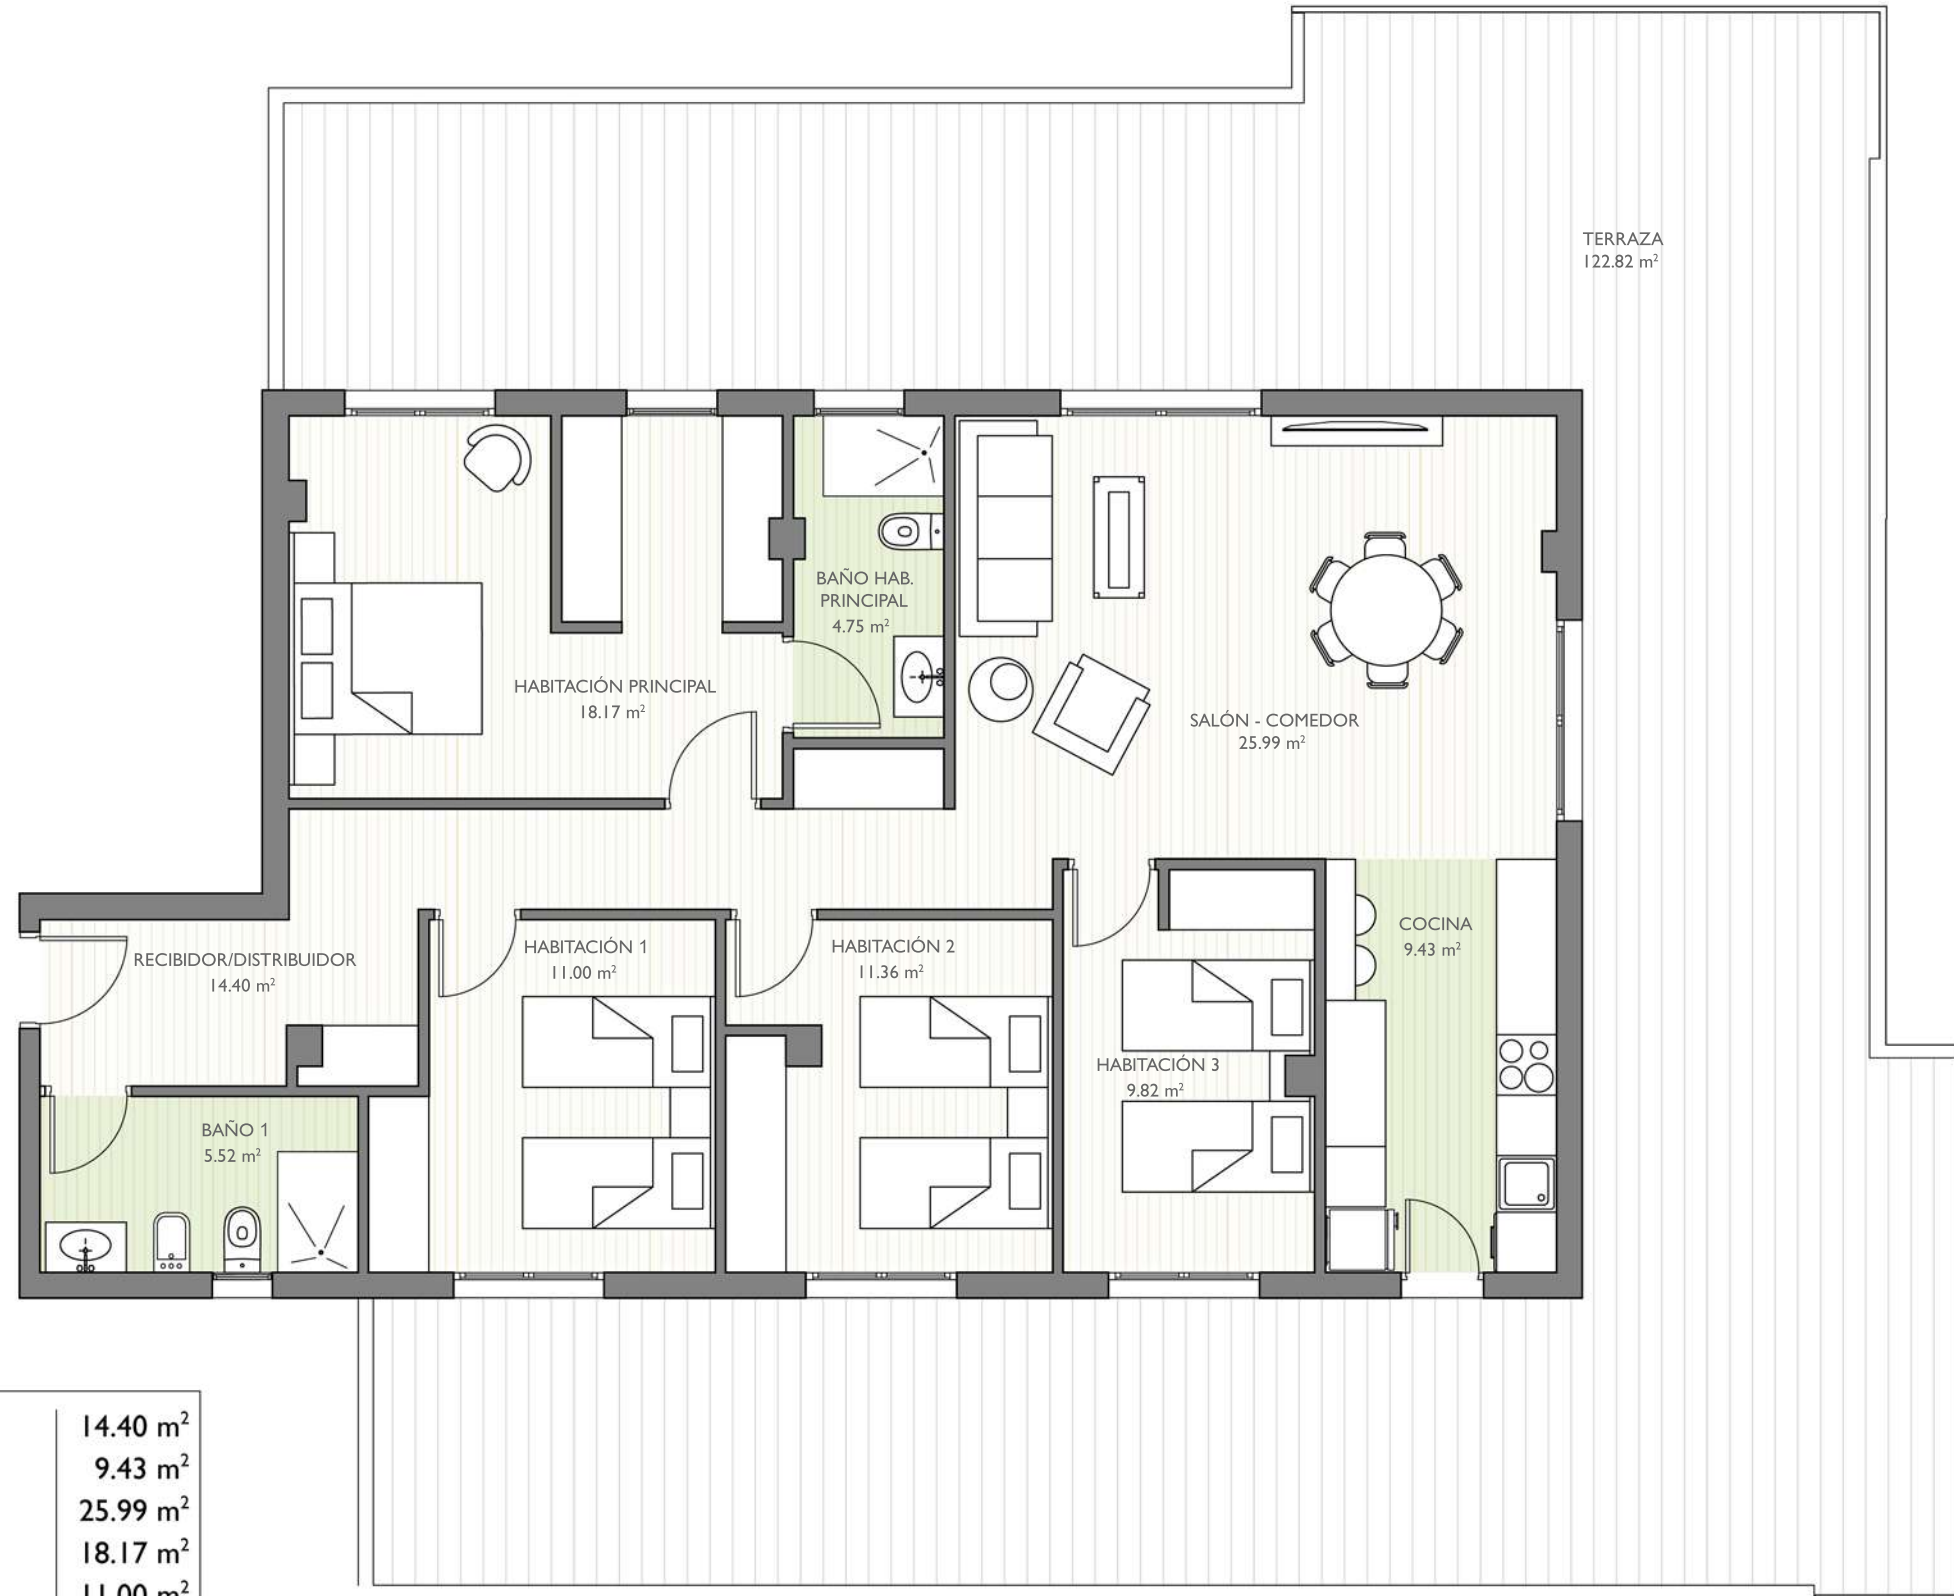 TERRAZA
122.82 m²
BAÑO HAB.
PRINCIPAL
4.75 m²
HABITACIÓN PRINCIPAL
18.17 m²
SALÓN - COMEDOR
25.99 m²
RECIBIDOR/DISTRIBUIDOR
14.40 m²
HABITACIÓN 1
11.00 m²
HABITACIÓN 2
11.36 m²
COCINA
9.43 m²
HABITACIÓN 3
9.82 m²
BAÑO 1
5.52 m²
14.40 m²
9.43 m²
25.99 m²
18.17 m²
11.00 m²